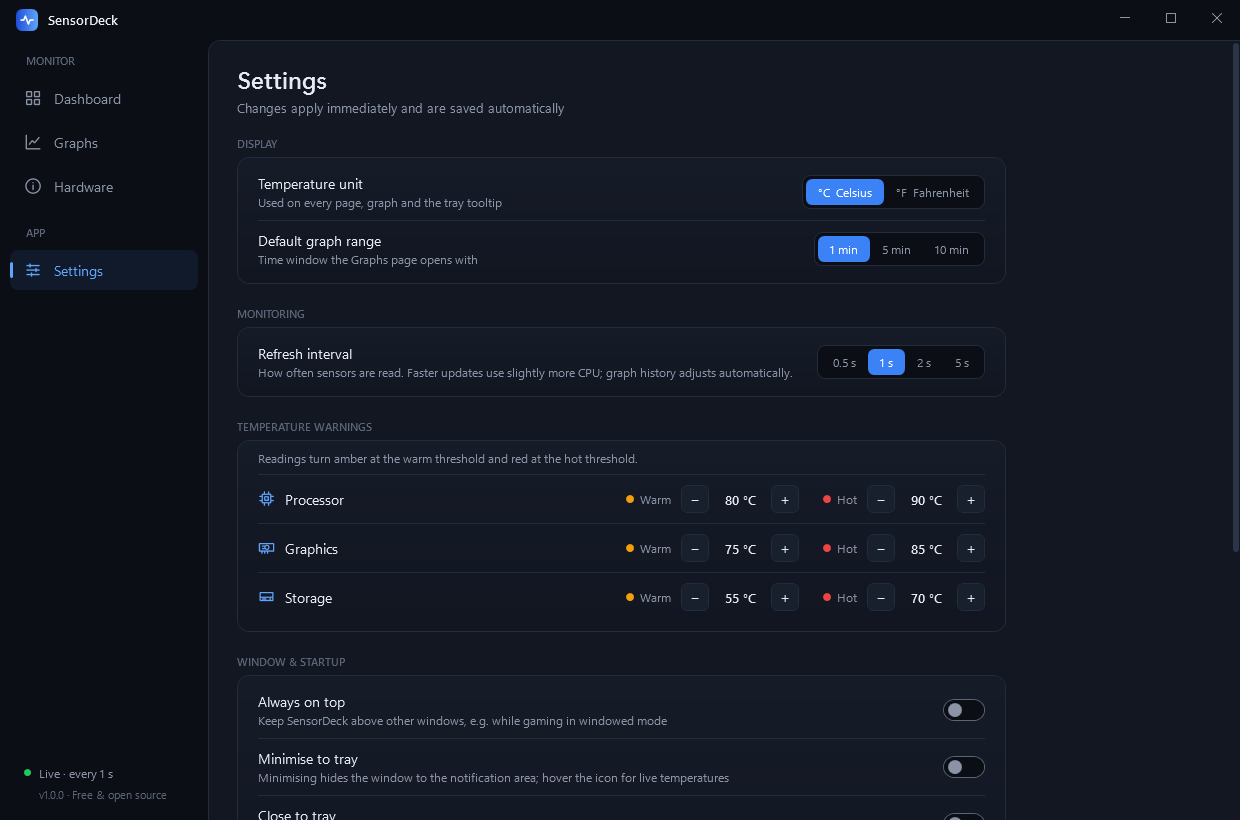 SensorDeck
MONITOR
Dashboard
Graphs
Hardware
APP
Settings
Live · every 1 s
v1.0.0 · Free & open source
Settings
Changes apply immediately and are saved automatically
DISPLAY
Temperature unit
Used on every page, graph and the tray tooltip
°C Celsius °F Fahrenheit
Default graph range
Time window the Graphs page opens with
1 min 5 min 10 min
MONITORING
Refresh interval
How often sensors are read. Faster updates use slightly more CPU; graph history adjusts automatically.
0.5 s 1 s 2 s 5 s
TEMPERATURE WARNINGS
Readings turn amber at the warm threshold and red at the hot threshold.
Processor Warm − 80 °C + Hot − 90 °C +
Graphics Warm − 75 °C + Hot − 85 °C +
Storage Warm − 55 °C + Hot − 70 °C +
WINDOW & STARTUP
Always on top
Keep SensorDeck above other windows, e.g. while gaming in windowed mode
Minimise to tray
Minimising hides the window to the notification area; hover the icon for live temperatures
Close to tray